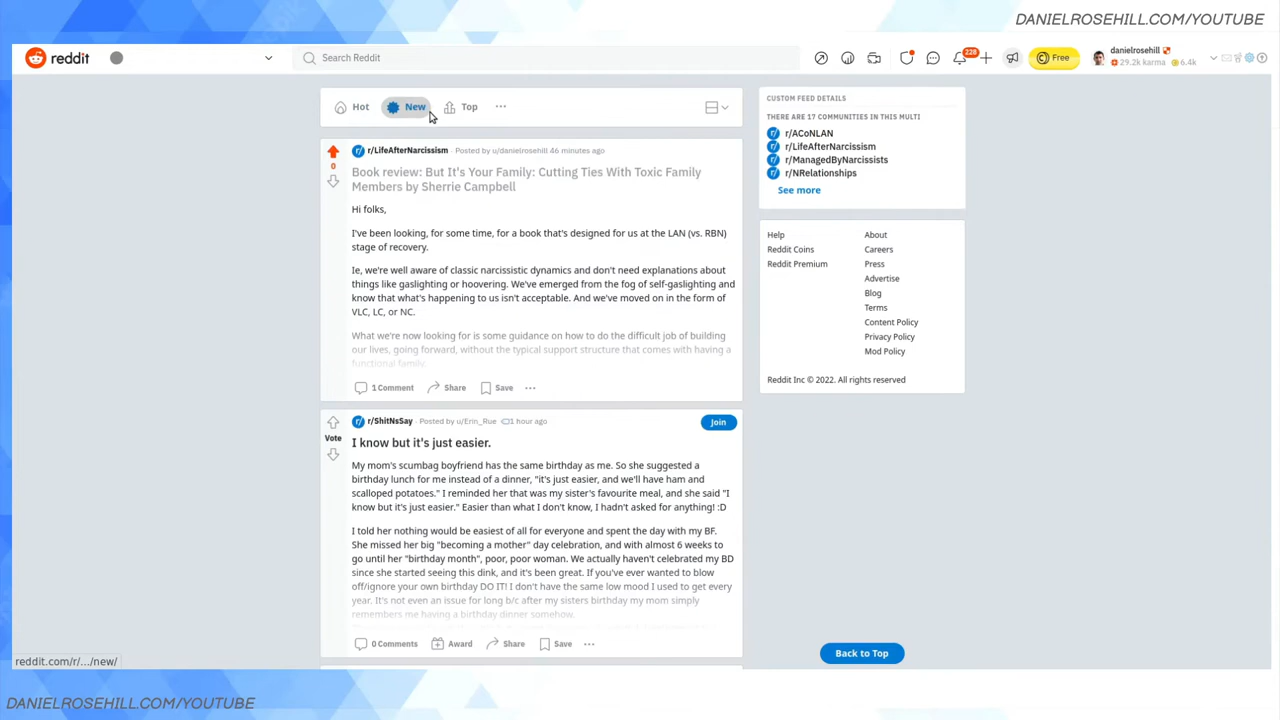 DANIELROSEHILL.COM/YOUTUBE
reddit
Search Reddit
228
Free
danielrosehill
29.2k karma 6.4k
Hot New Top ...
CUSTOM FEED DETAILS
THERE ARE 17 COMMUNITIES IN THIS MULTI
r/ACoNLAN
r/LifeAfterNarcissism
r/ManagedByNarcissists
r/NRelationships
See more
r/LifeAfterNarcissism Posted by u/danielrosehill 46 minutes ago
0
Book review: But It's Your Family: Cutting Ties With Toxic Family
Members by Sherrie Campbell
Hi folks,
I've been looking, for some time, for a book that's designed for us at the LAN (vs. RBN)
stage of recovery.
Ie, we're well aware of classic narcissistic dynamics and don't need explanations about
things like gaslighting or hoovering. We've emerged from the fog of self-gaslighting and
know that what's happening to us isn't acceptable. And we've moved on in the form of
VLC, LC, or NC.
What we're now looking for is some guidance on how to do the difficult job of building
our lives, going forward, without the typical support structure that comes with having a
functional family.
1 Comment Share Save ...
Help About
Reddit Coins Careers
Reddit Premium Press
Advertise
Blog
Terms
Content Policy
Privacy Policy
Mod Policy
Reddit Inc © 2022. All rights reserved
r/ShitNsSay Posted by u/Erin_Rue 1 hour ago
Join
Vote
I know but it's just easier.
My mom's scumbag boyfriend has the same birthday as me. So she suggested a
birthday lunch for me instead of a dinner, "it's just easier, and we'll have ham and
scalloped potatoes." I reminded her that was my sister's favourite meal, and she said "I
know but it's just easier." Easier than what I don't know, I hadn't asked for anything! :D
I told her nothing would be easiest of all for everyone and spent the day with my BF.
She missed her big "becoming a mother" day celebration, and with almost 6 weeks to
go until her "birthday month", poor, poor woman. We actually haven't celebrated my BD
since she started seeing this dink, and it's been great. If you've ever wanted to blow
off/ignore your own birthday DO IT! I don't have the same low mood I used to get every
year. It's not even an issue for long b/c after my sisters birthday my mom simply
remembers me having a birthday dinner somehow.
0 Comments Award Share Save ...
Back to Top
reddit.com/r/.../new/
DANIELROSEHILL.COM/YOUTUBE